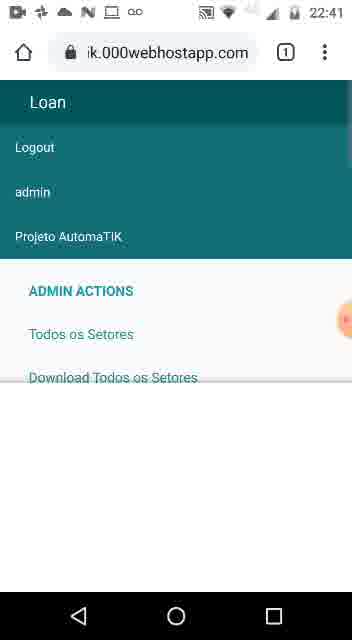 22:41
ik.000webhostapp.com
1
Loan
Logout
admin
Projeto AutomaTIK
ADMIN ACTIONS
Todos os Setores
Download Todos os Setores